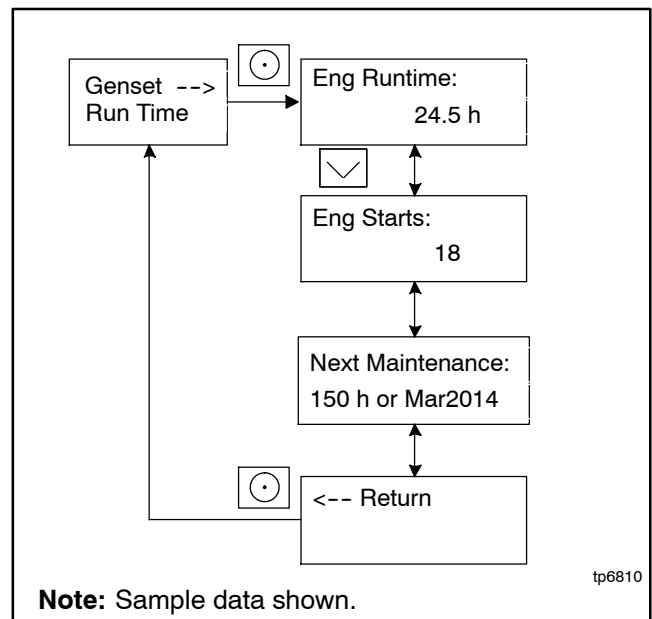 Genset -->
Run Time
Eng Runtime:
24.5 h
Eng Starts:
18
Next Maintenance:
150 h or Mar2014
<-- Return
tp6810
Note: Sample data shown.